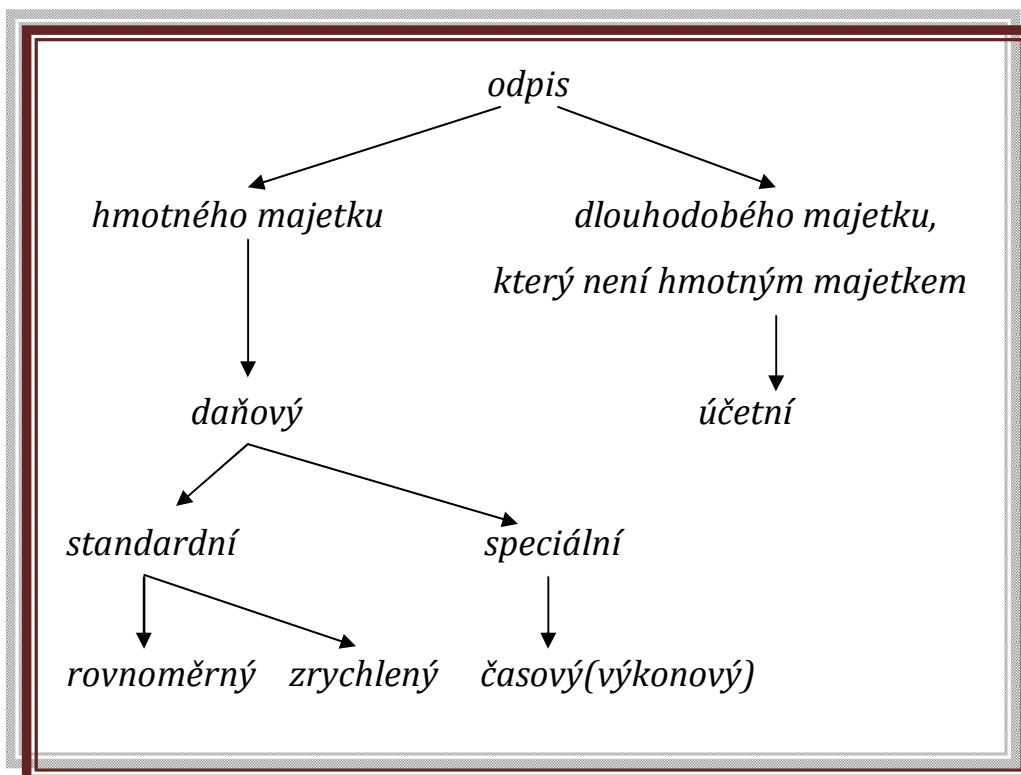 odpis
hmotného majetku
dlouhodobého majetku,
který není hmotným majetkem
daňový
účetní
standardní
speciální
rovnoměrný
zrychlený
časový(výkonový)